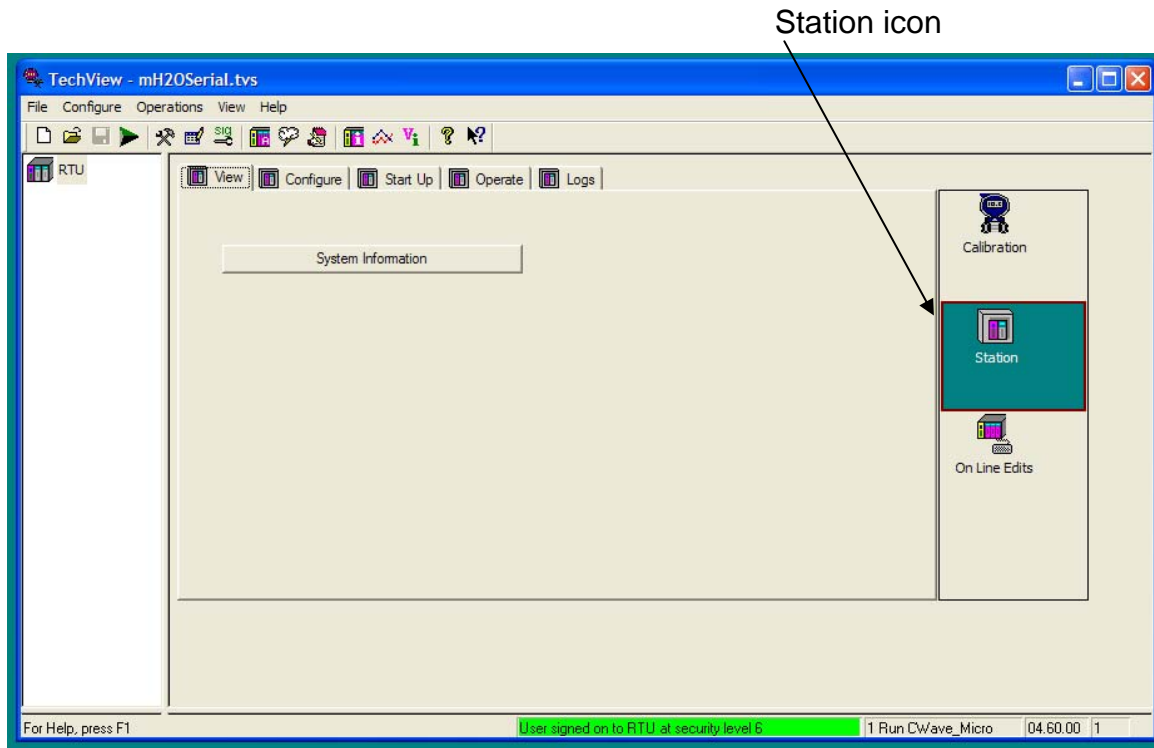 Station icon
TechView - mH2OSerial.tvs
File Configure Operations View Help
SIG
RTU
View Configure Start Up Operate Logs
System Information
Calibration
Station
On Line Edits
For Help, press F1
User signed on to RTU at security level 6
1 Run CWave_Micro
04.60.00
1